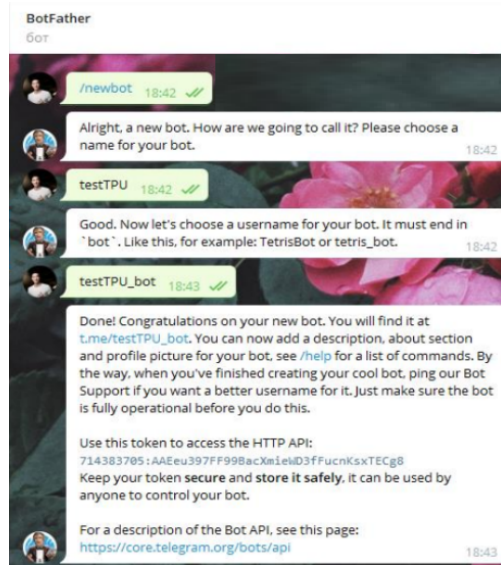 BotFather
бот
/newbot 18:42
Alright, a new bot. How are we going to call it? Please choose a
name for your bot. 18:42
testTPU 18:42
Good. Now let's choose a username for your bot. It must end in
`bot`. Like this, for example: TetrisBot or tetris_bot. 18:42
testTPU_bot 18:43
Done! Congratulations on your new bot. You will find it at
t.me/testTPU_bot. You can now add a description, about section
and profile picture for your bot, see /help for a list of commands. By
the way, when you've finished creating your cool bot, ping our Bot
Support if you want a better username for it. Just make sure the bot
is fully operational before you do this.
Use this token to access the HTTP API:
714383705:AAEeu397FF99BacXmieWD3fFucnKsxTECg8
Keep your token secure and store it safely, it can be used by
anyone to control your bot.
For a description of the Bot API, see this page:
https://core.telegram.org/bots/api 18:43